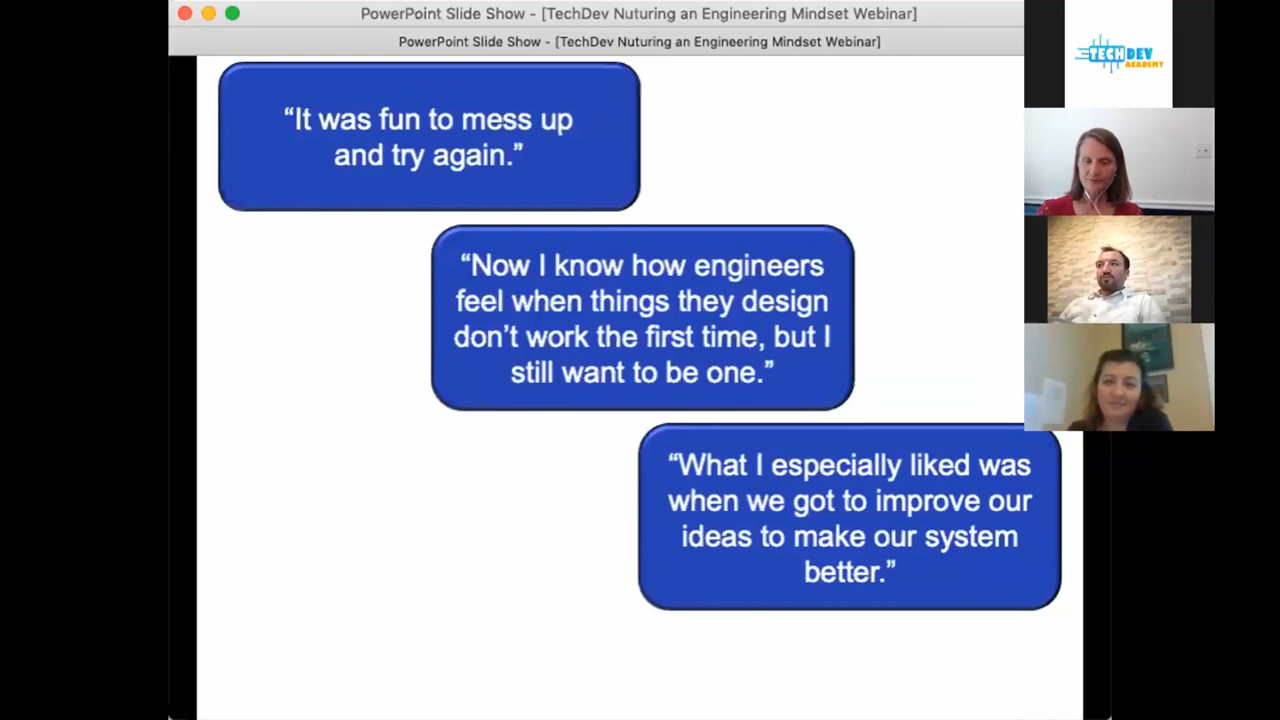 PowerPoint Slide Show - [TechDev Nuturing an Engineering Mindset Webinar]
PowerPoint Slide Show - [TechDev Nuturing an Engineering Mindset Webinar]
TECHDEV
ACADEMY
“It was fun to mess up
and try again.”
“Now I know how engineers
feel when things they design
don’t work the first time, but I
still want to be one.”
“What I especially liked was
when we got to improve our
ideas to make our system
better.”